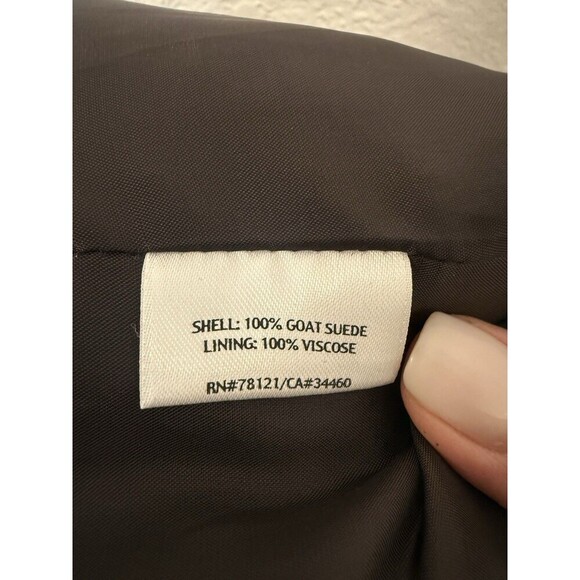 SHELL: 100% GOAT SUEDE
LINING: 100% VISCOSE
RN#78121/CA#34460